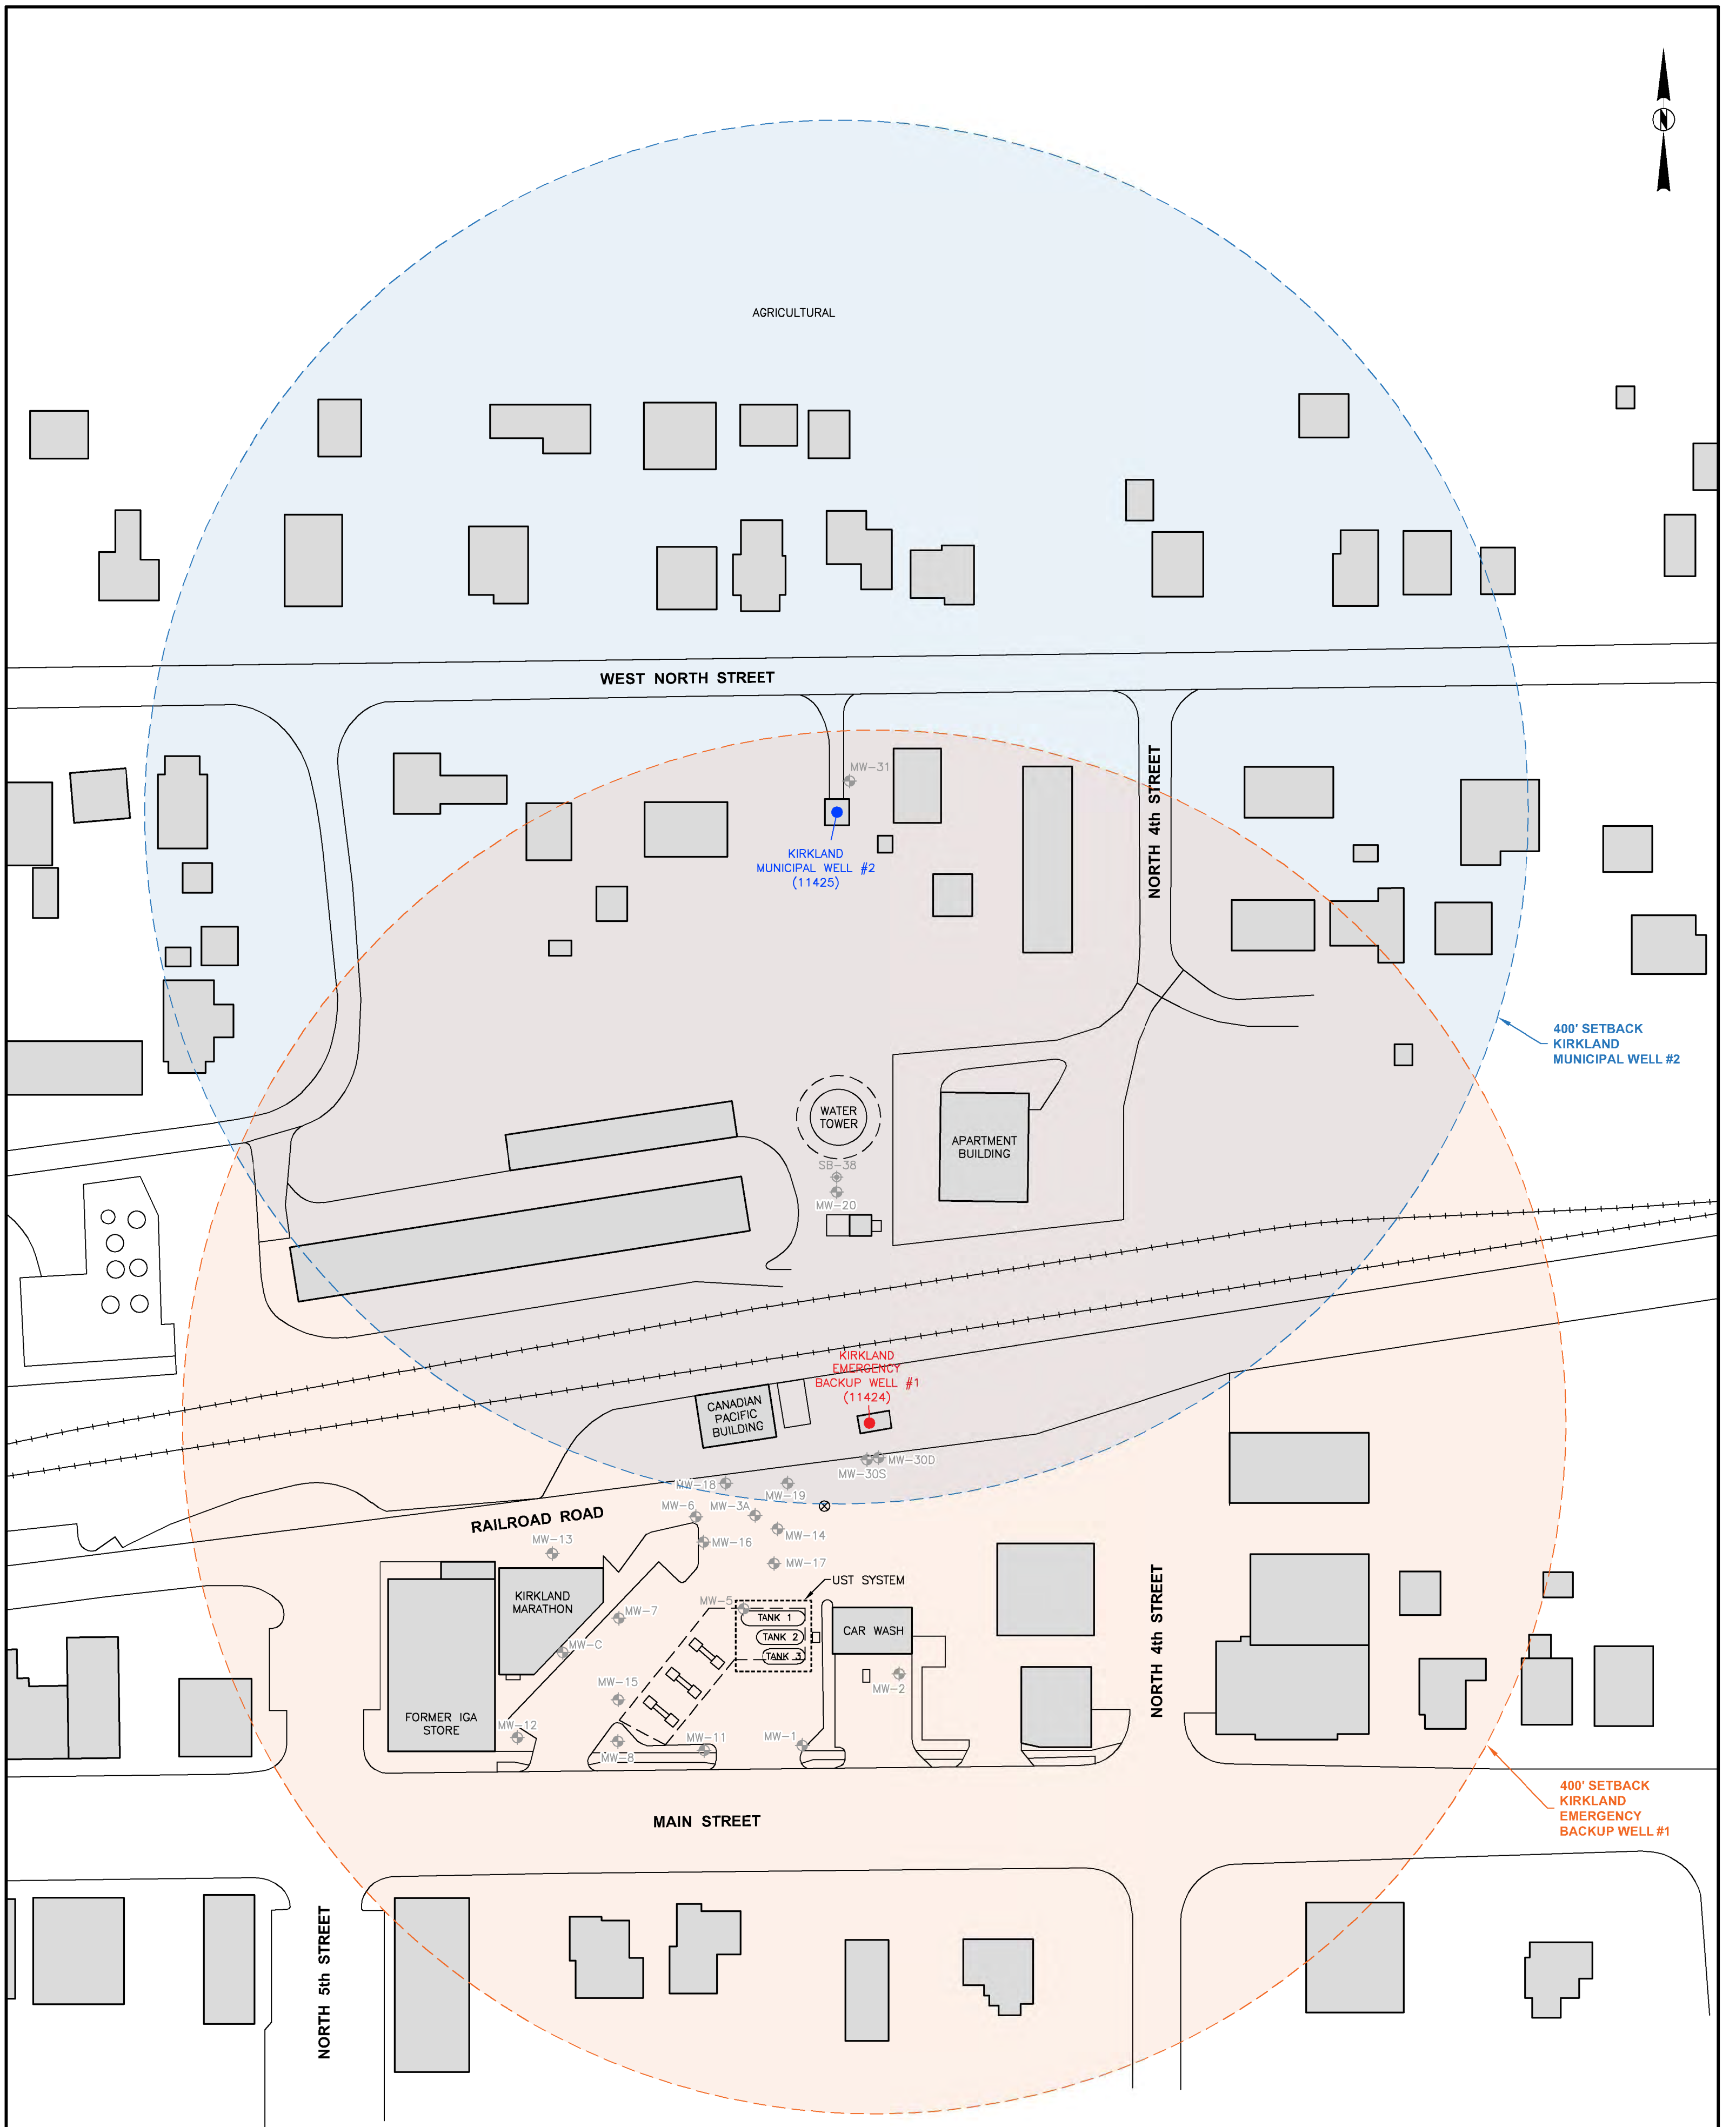 N
AGRICULTURAL
WEST NORTH STREET
NORTH 4th STREET
MW-31
KIRKLAND
MUNICIPAL WELL #2
(11425)
400' SETBACK
KIRKLAND
MUNICIPAL WELL #2
WATER
TOWER
APARTMENT
BUILDING
SB-38
MW-20
KIRKLAND
EMERGENCY
BACKUP WELL #1
(11424)
CANADIAN
PACIFIC
BUILDING
MW-30D
MW-30S
MW-18
MW-19
MW-6
MW-3A
RAILROAD ROAD
MW-14
MW-13
MW-16
MW-17
UST SYSTEM
KIRKLAND
MARATHON
MW-5
MW-7
TANK 1
TANK 2
TANK 3
CAR WASH
MW-C
MW-2
MW-15
NORTH 4th STREET
FORMER IGA
STORE
MW-12
MW-8
MW-11
MW-1
400' SETBACK
KIRKLAND
EMERGENCY
BACKUP WELL #1
MAIN STREET
NORTH 5th STREET